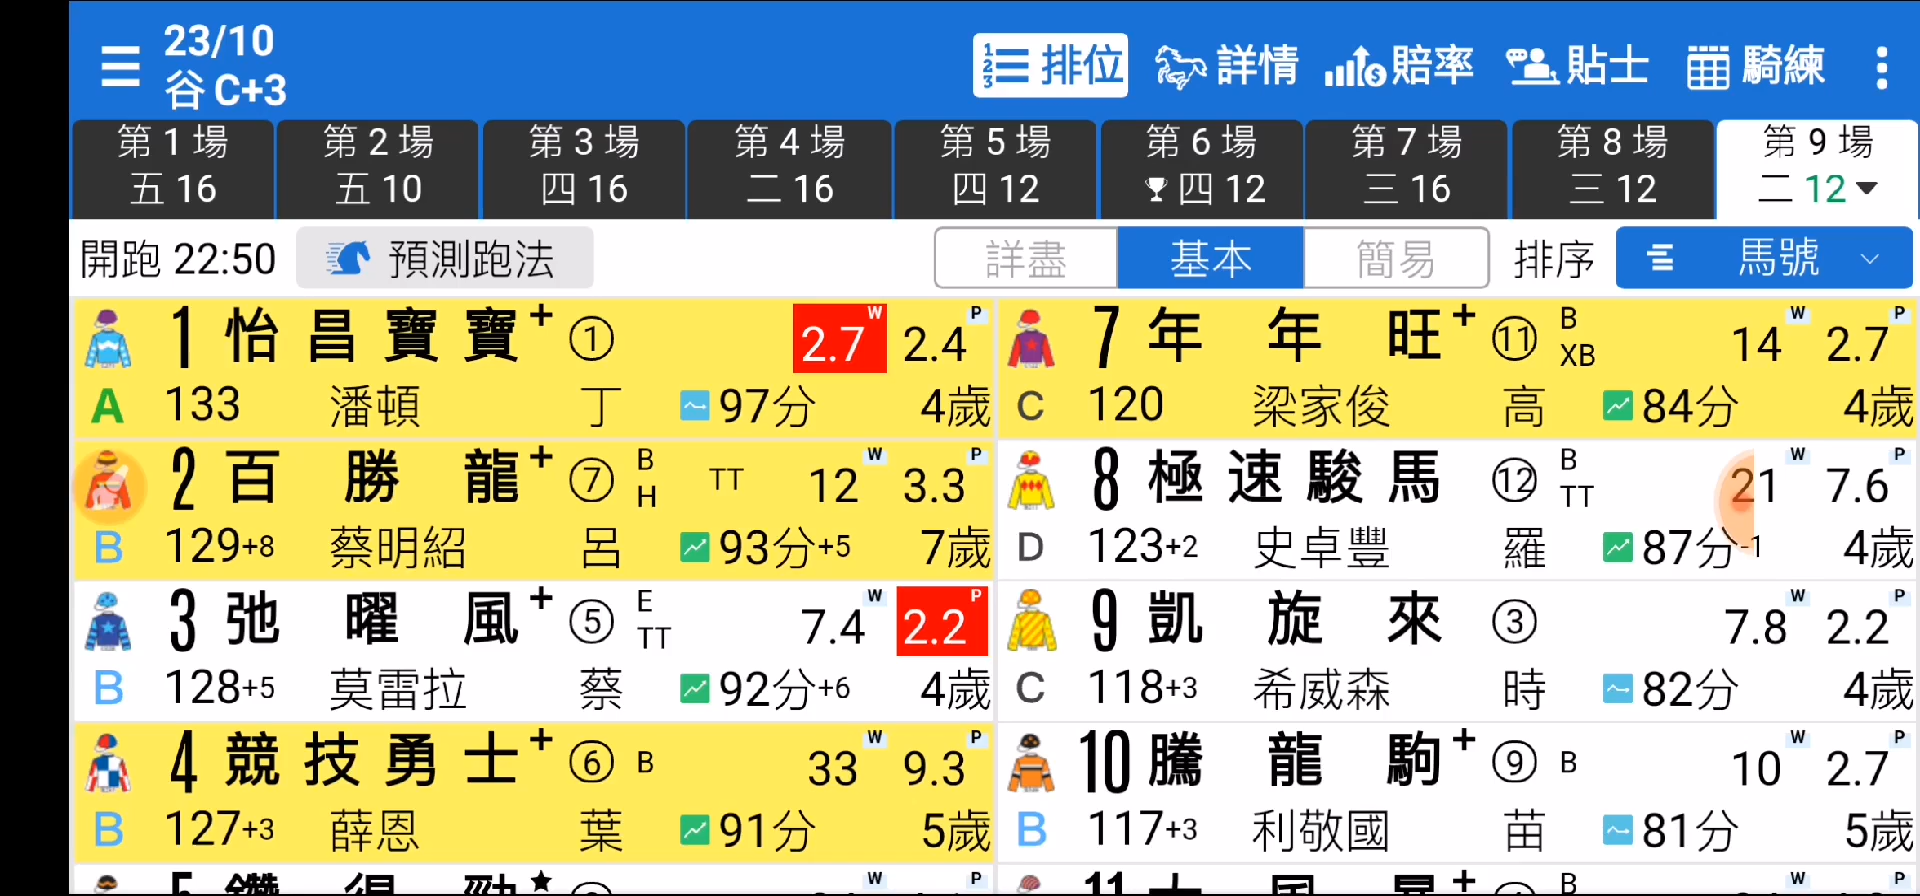 23/10
谷 C+3
排位 詳情 賠率 貼士 騎練
第 1 場 第 2 場 第 3 場 第 4 場 第 5 場 第 6 場 第 7 場 第 8 場 第 9 場
五 16 五 10 四 16 二 16 四 12 四 12 三 16 三 12 二 12
開跑 22:50 預測跑法 詳盡 基本 簡易 排序 馬號
1 怡昌寶寶+ ① 2.7 W 2.4 P
A 133 潘頓 丁 97分 4歲
2 百勝龍+ ⑦ B H TT 12 W 3.3 P
B 129+8 蔡明紹 呂 93分+5 7歲
3 弛曜風+ ⑤ E TT 7.4 W 2.2 P
B 128+5 莫雷拉 蔡 92分+6 4歲
4 競技勇士+ ⑥ B 33 W 9.3 P
B 127+3 薛恩 葉 91分 5歲
7 年年旺+ ⑪ B XB 14 W 2.7 P
C 120 梁家俊 高 84分 4歲
8 極速駿馬 ⑫ B TT 21 W 7.6 P
D 123+2 史卓豐 羅 87分-1 4歲
9 凱旋來 ③ 7.8 W 2.2 P
C 118+3 希威森 時 82分 4歲
10 騰龍駒+ ⑨ B 10 W 2.7 P
B 117+3 利敬國 苗 81分 5歲
W P
11 B W P